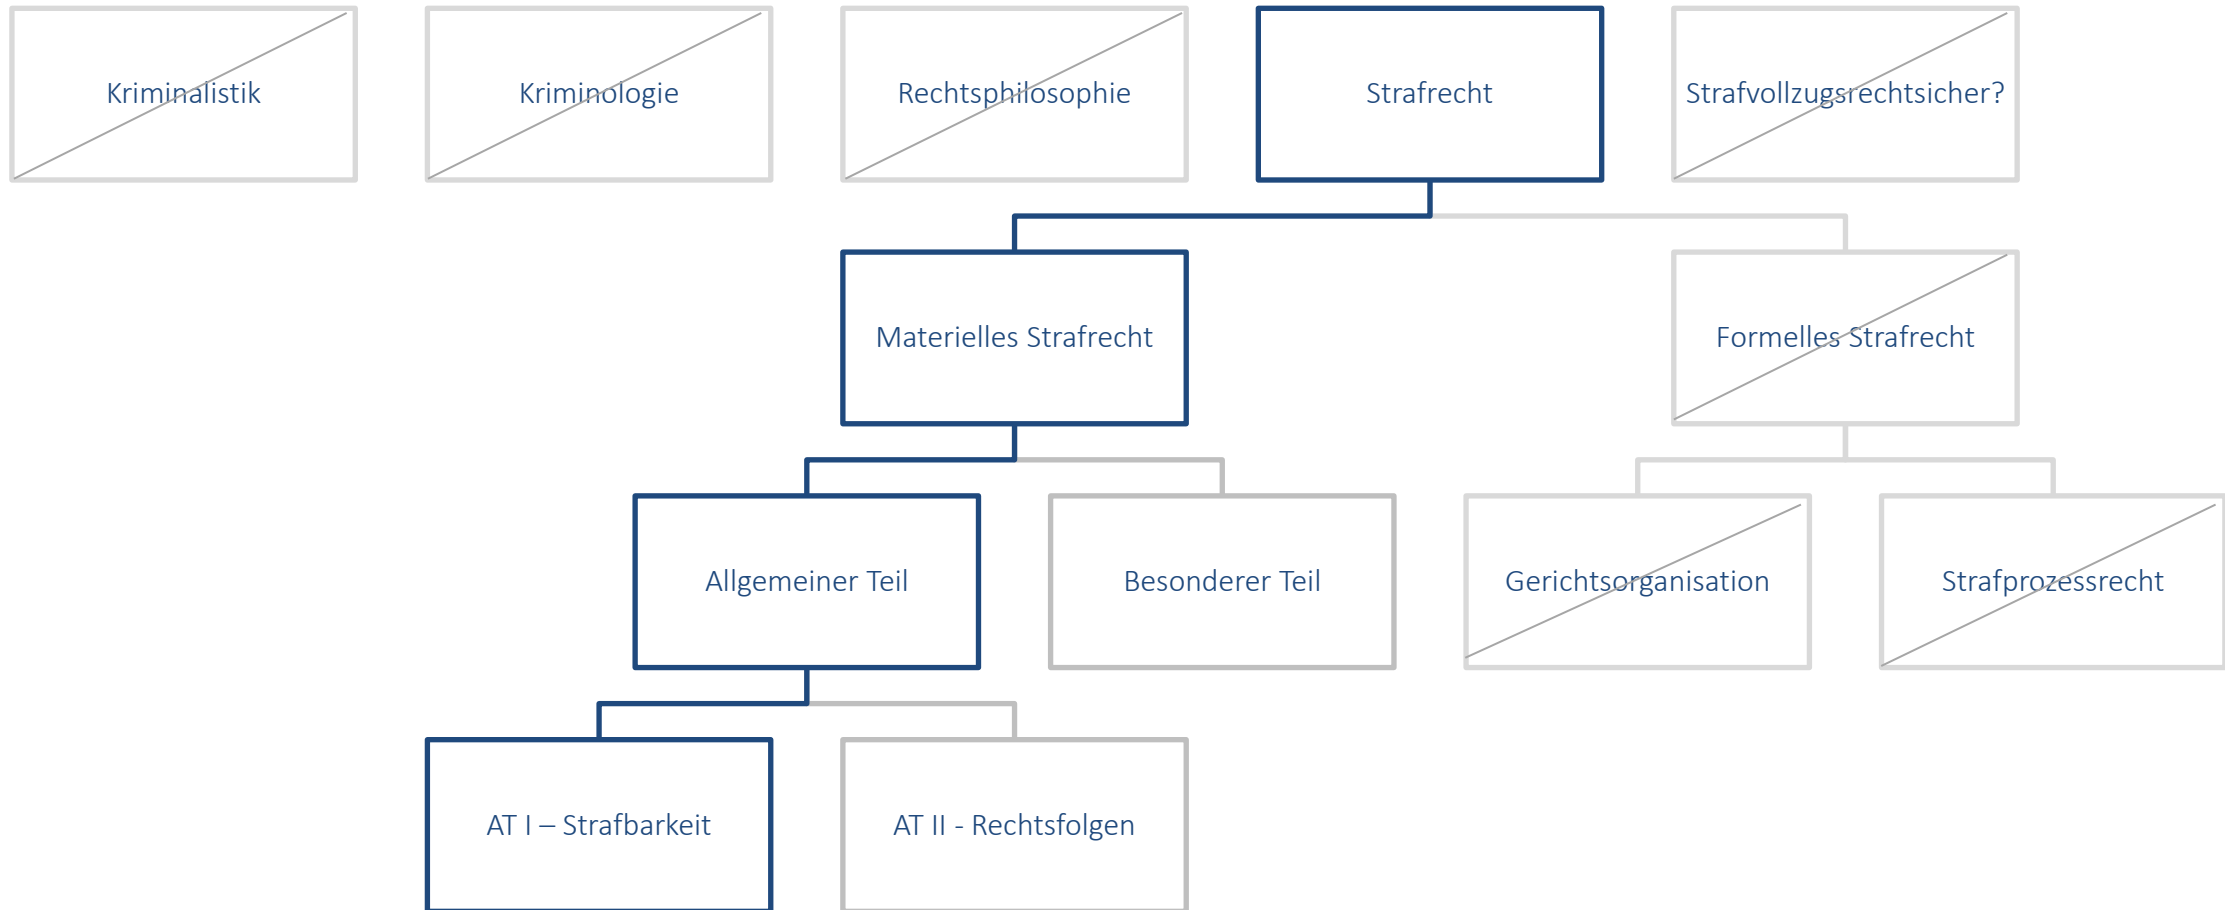 Kriminalistik
Kriminologie
Rechtsphilosophie
Strafrecht
Strafvollzugsrechtsicher?
Materielles Strafrecht
Formelles Strafrecht
Allgemeiner Teil
Besonderer Teil
Gerichtsorganisation
Strafprozessrecht
AT I – Strafbarkeit
AT II - Rechtsfolgen